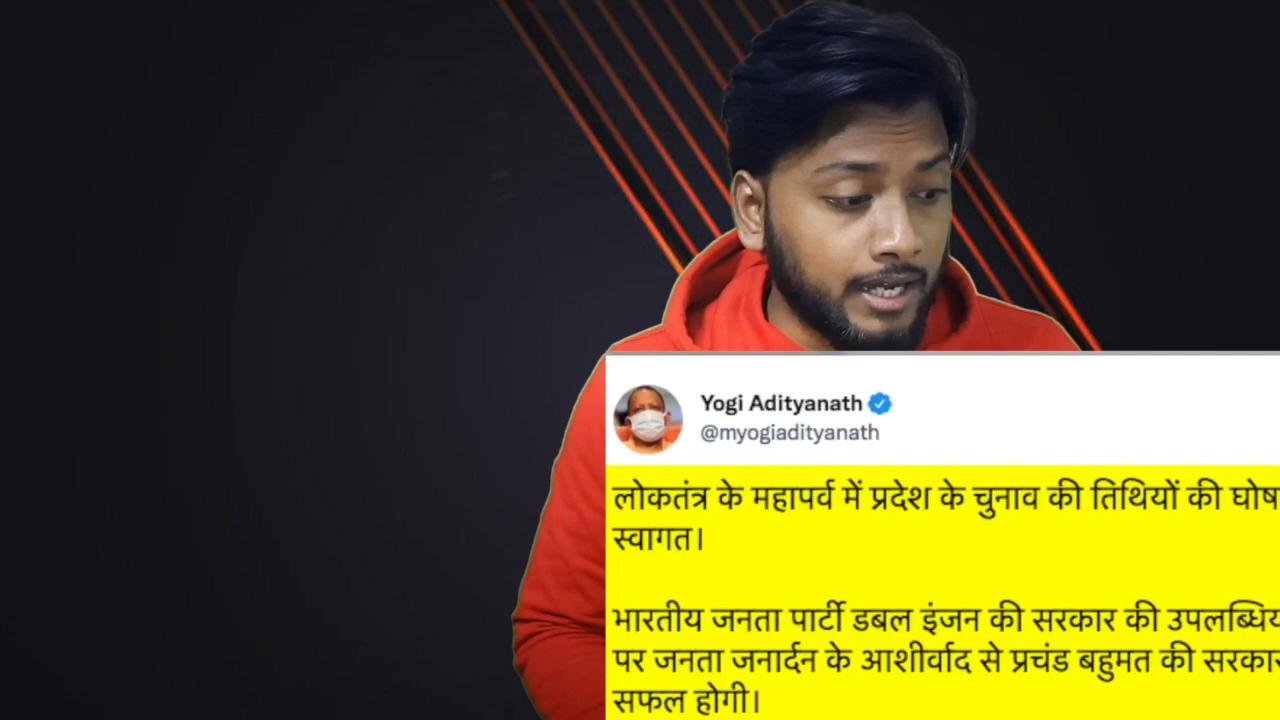 Yogi Adityanath
@myogiadityanath
लोकतंत्र के महापर्व में प्रदेश के चुनाव की तिथियों की
स्वागत।
भारतीय जनता पार्टी डबल इंजन की सरकार की
पर जनता जनार्दन के आशीर्वाद से प्रचंड बहुमत की सरकार
सफल होगी।